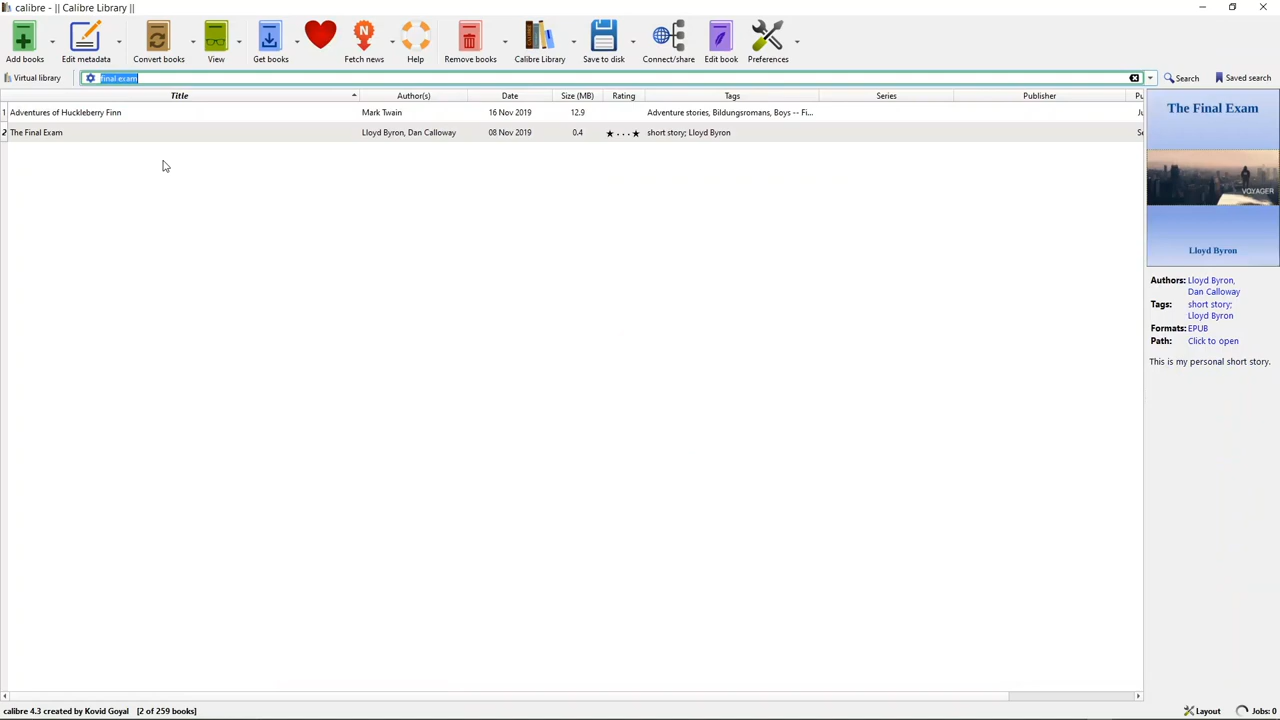 calibre - || Calibre Library ||
Add books Edit metadata Convert books View Get books Fetch news Help Remove books Calibre Library Save to disk Connect/share Edit book Preferences
Virtual library final exam Search Saved search
Title Author(s) Date Size (MB) Rating Tags Series Publisher Pu
1 Adventures of Huckleberry Finn Mark Twain 16 Nov 2019 12.9 Adventure stories, Bildungsromans, Boys -- Fi... Ju
2 The Final Exam Lloyd Byron, Dan Calloway 08 Nov 2019 0.4 ★ . . . ★ short story; Lloyd Byron Se
The Final Exam
VOYAGER
Lloyd Byron
Authors: Lloyd Byron,
Dan Calloway
Tags: short story;
Lloyd Byron
Formats: EPUB
Path: Click to open
This is my personal short story.
calibre 4.3 created by Kovid Goyal [2 of 259 books] Layout Jobs: 0